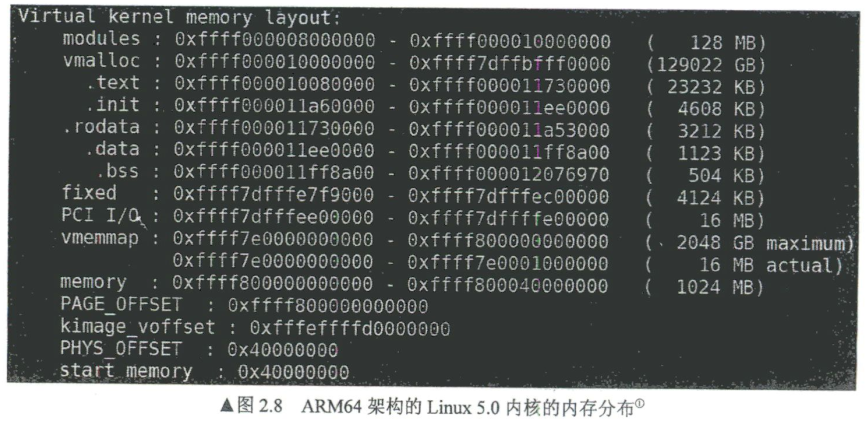 Virtual kernel memory layout:
modules : 0xffff000008000000 - 0xffff000010000000 ( 128 MB)
vmalloc : 0xffff000010000000 - 0xffff7dffbfff0000 (129022 GB)
.text : 0xffff000010080000 - 0xffff000011730000 ( 23232 KB)
.init : 0xffff000011a60000 - 0xffff000011ee0000 ( 4608 KB)
.rodata : 0xffff000011730000 - 0xffff000011a53000 ( 3212 KB)
.data : 0xffff000011ee0000 - 0xffff000011ff8a00 ( 1123 KB)
.bss : 0xffff000011ff8a00 - 0xffff000012076970 ( 504 KB)
fixed : 0xffff7dfffe7f9000 - 0xffff7dfffec00000 ( 4124 KB)
PCI I/O : 0xffff7dfffee00000 - 0xffff7dffffe00000 ( 16 MB)
vmemmap : 0xffff7e0000000000 - 0xffff800000000000 ( 2048 GB maximum)
0xffff7e0000000000 - 0xffff7e0001000000 ( 16 MB actual)
memory : 0xffff800000000000 - 0xffff800040000000 ( 1024 MB)
PAGE_OFFSET : 0xffff800000000000
kimage_voffset : 0xfffeffffd0000000
PHYS_OFFSET : 0x40000000
start memory : 0x40000000
▲图 2.8 ARM64 架构的 Linux 5.0 内核的内存分布①